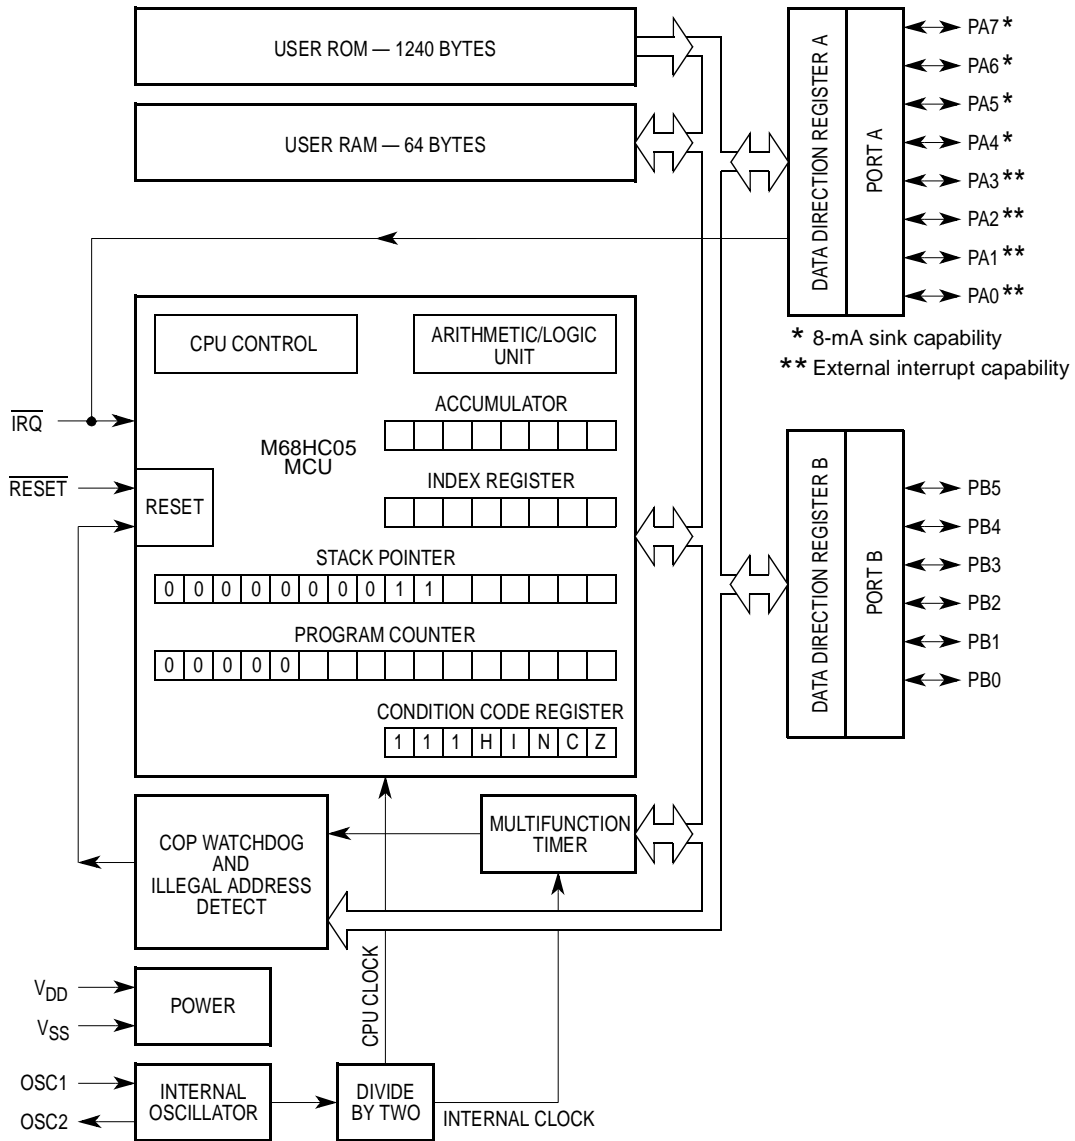 USER ROM — 1240 BYTES
USER RAM — 64 BYTES
DATA DIRECTION REGISTER A
PORT A
PA7 *
PA6 *
PA5 *
PA4 *
PA3 **
PA2 **
PA1 **
PA0 **
* 8-mA sink capability
** External interrupt capability
CPU CONTROL
ARITHMETIC/LOGIC
UNIT
ACCUMULATOR
IRQ
M68HC05
MCU
RESET
RESET
INDEX REGISTER
STACK POINTER
0 0 0 0 0 0 0 0 1 1
PROGRAM COUNTER
0 0 0 0 0
CONDITION CODE REGISTER
1 1 1 H I N C Z
DATA DIRECTION REGISTER B
PORT B
PB5
PB4
PB3
PB2
PB1
PB0
COP WATCHDOG
AND
ILLEGAL ADDRESS
DETECT
MULTIFUNCTION
TIMER
VDD
VSS
POWER
CPU CLOCK
OSC1
OSC2
INTERNAL
OSCILLATOR
DIVIDE
BY TWO
INTERNAL CLOCK